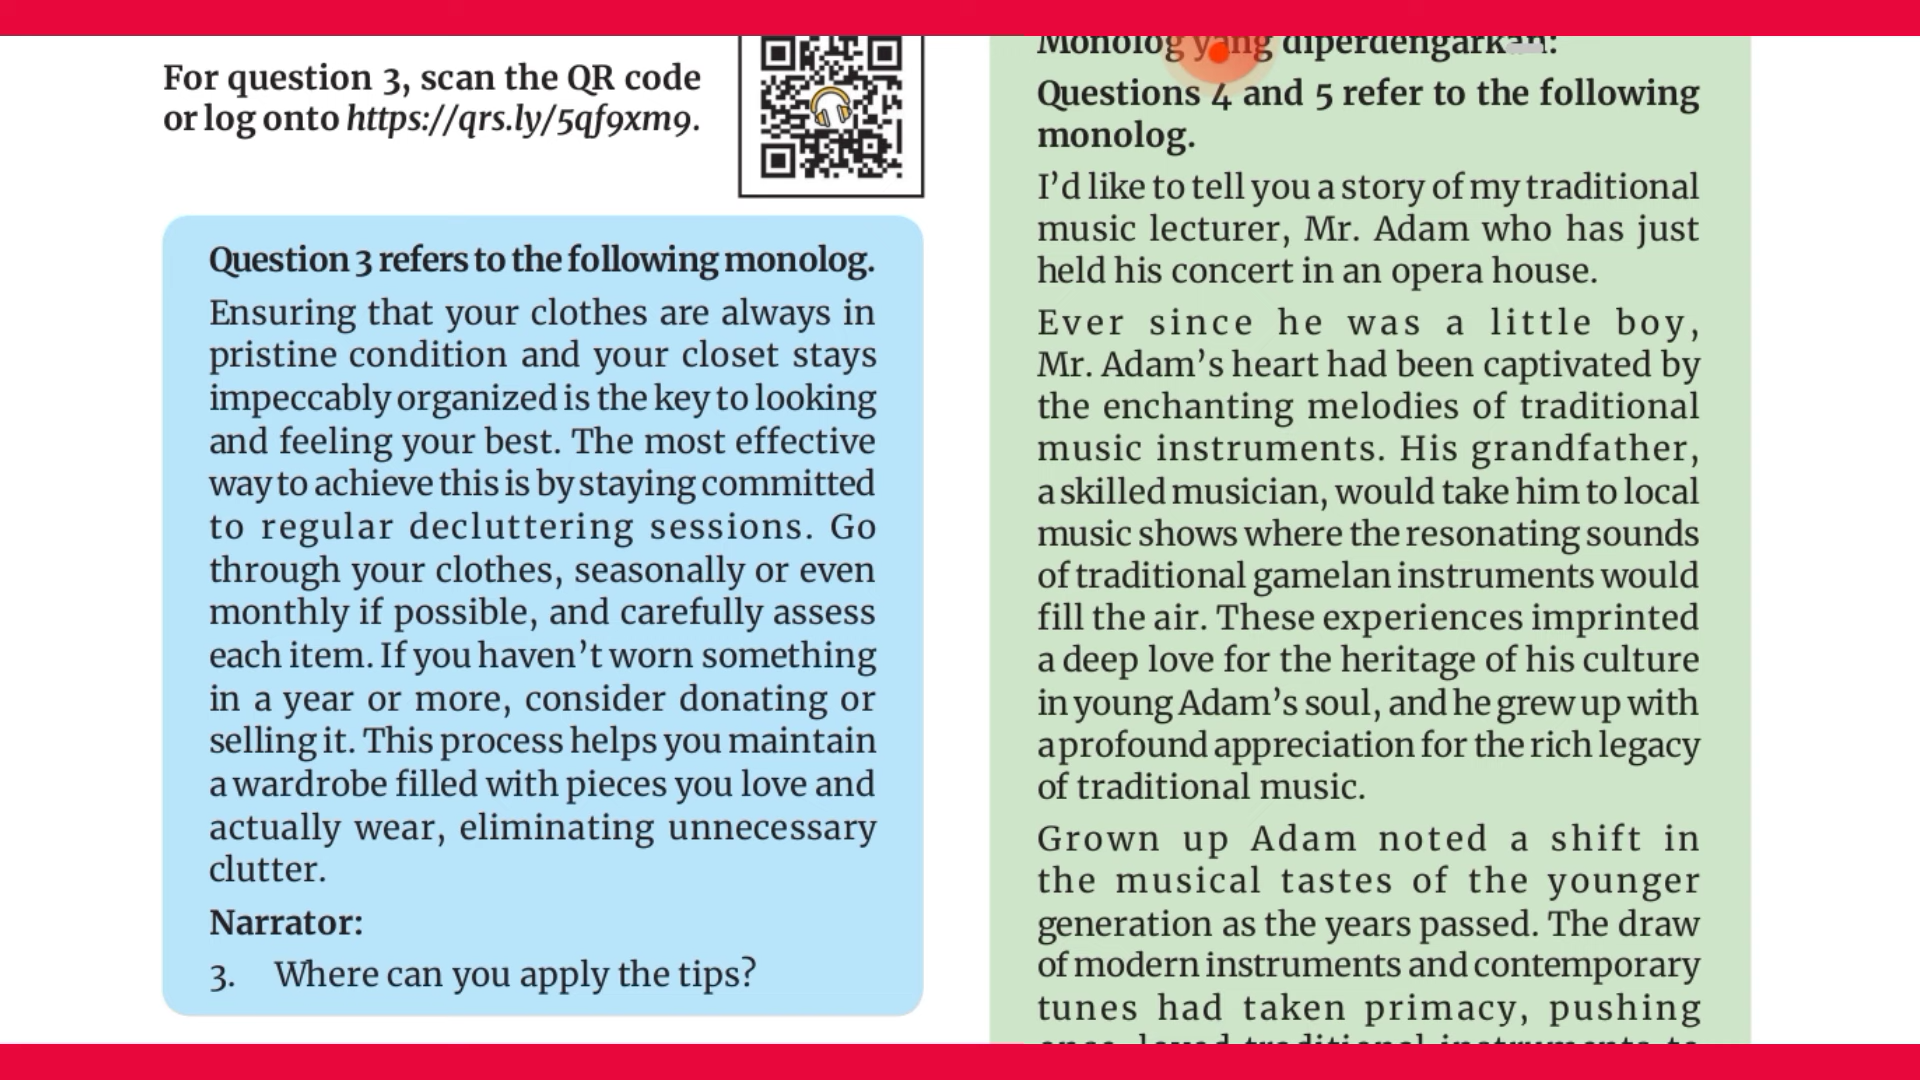 For question 3, scan the QR code
or log onto https://qrs.ly/5qf9xm9.
Question 3 refers to the following monolog.
Ensuring that your clothes are always in
pristine condition and your closet stays
impeccably organized is the key to looking
and feeling your best. The most effective
way to achieve this is by staying committed
to regular decluttering sessions. Go
through your clothes, seasonally or even
monthly if possible, and carefully assess
each item. If you haven’t worn something
in a year or more, consider donating or
selling it. This process helps you maintain
a wardrobe filled with pieces you love and
actually wear, eliminating unnecessary
clutter.
Narrator:
3. Where can you apply the tips?
Monolog yang diperdengarkan:
Questions 4 and 5 refer to the following
monolog.
I’d like to tell you a story of my traditional
music lecturer, Mr. Adam who has just
held his concert in an opera house.
Ever since he was a little boy,
Mr. Adam’s heart had been captivated by
the enchanting melodies of traditional
music instruments. His grandfather,
a skilled musician, would take him to local
music shows where the resonating sounds
of traditional gamelan instruments would
fill the air. These experiences imprinted
a deep love for the heritage of his culture
in young Adam’s soul, and he grew up with
a profound appreciation for the rich legacy
of traditional music.
Grown up Adam noted a shift in
the musical tastes of the younger
generation as the years passed. The draw
of modern instruments and contemporary
tunes had taken primacy, pushing
once loved traditional instruments to